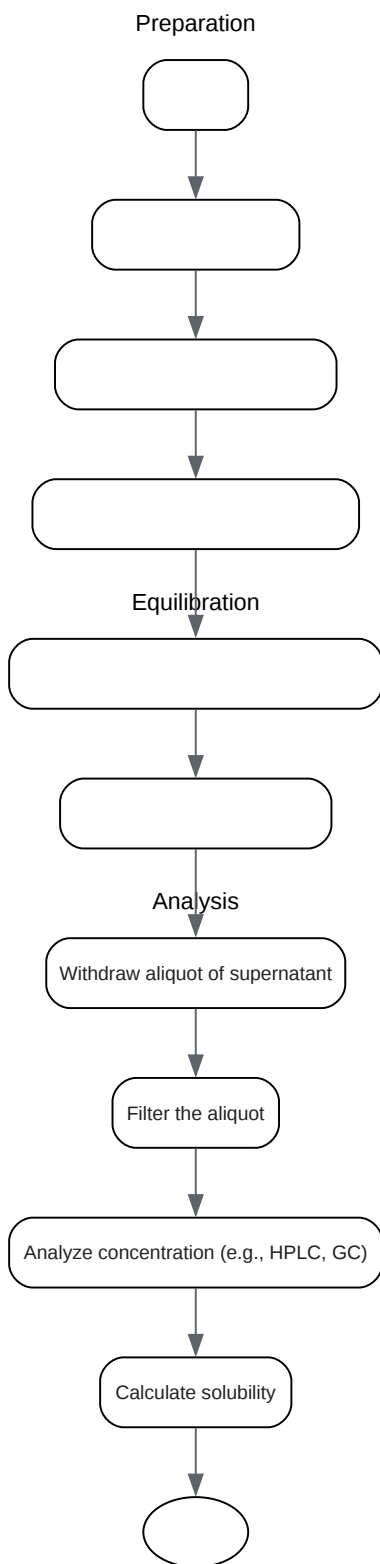 Preparation
Equilibration
Analysis
Withdraw aliquot of supernatant
Filter the aliquot
Analyze concentration (e.g., HPLC, GC)
Calculate solubility